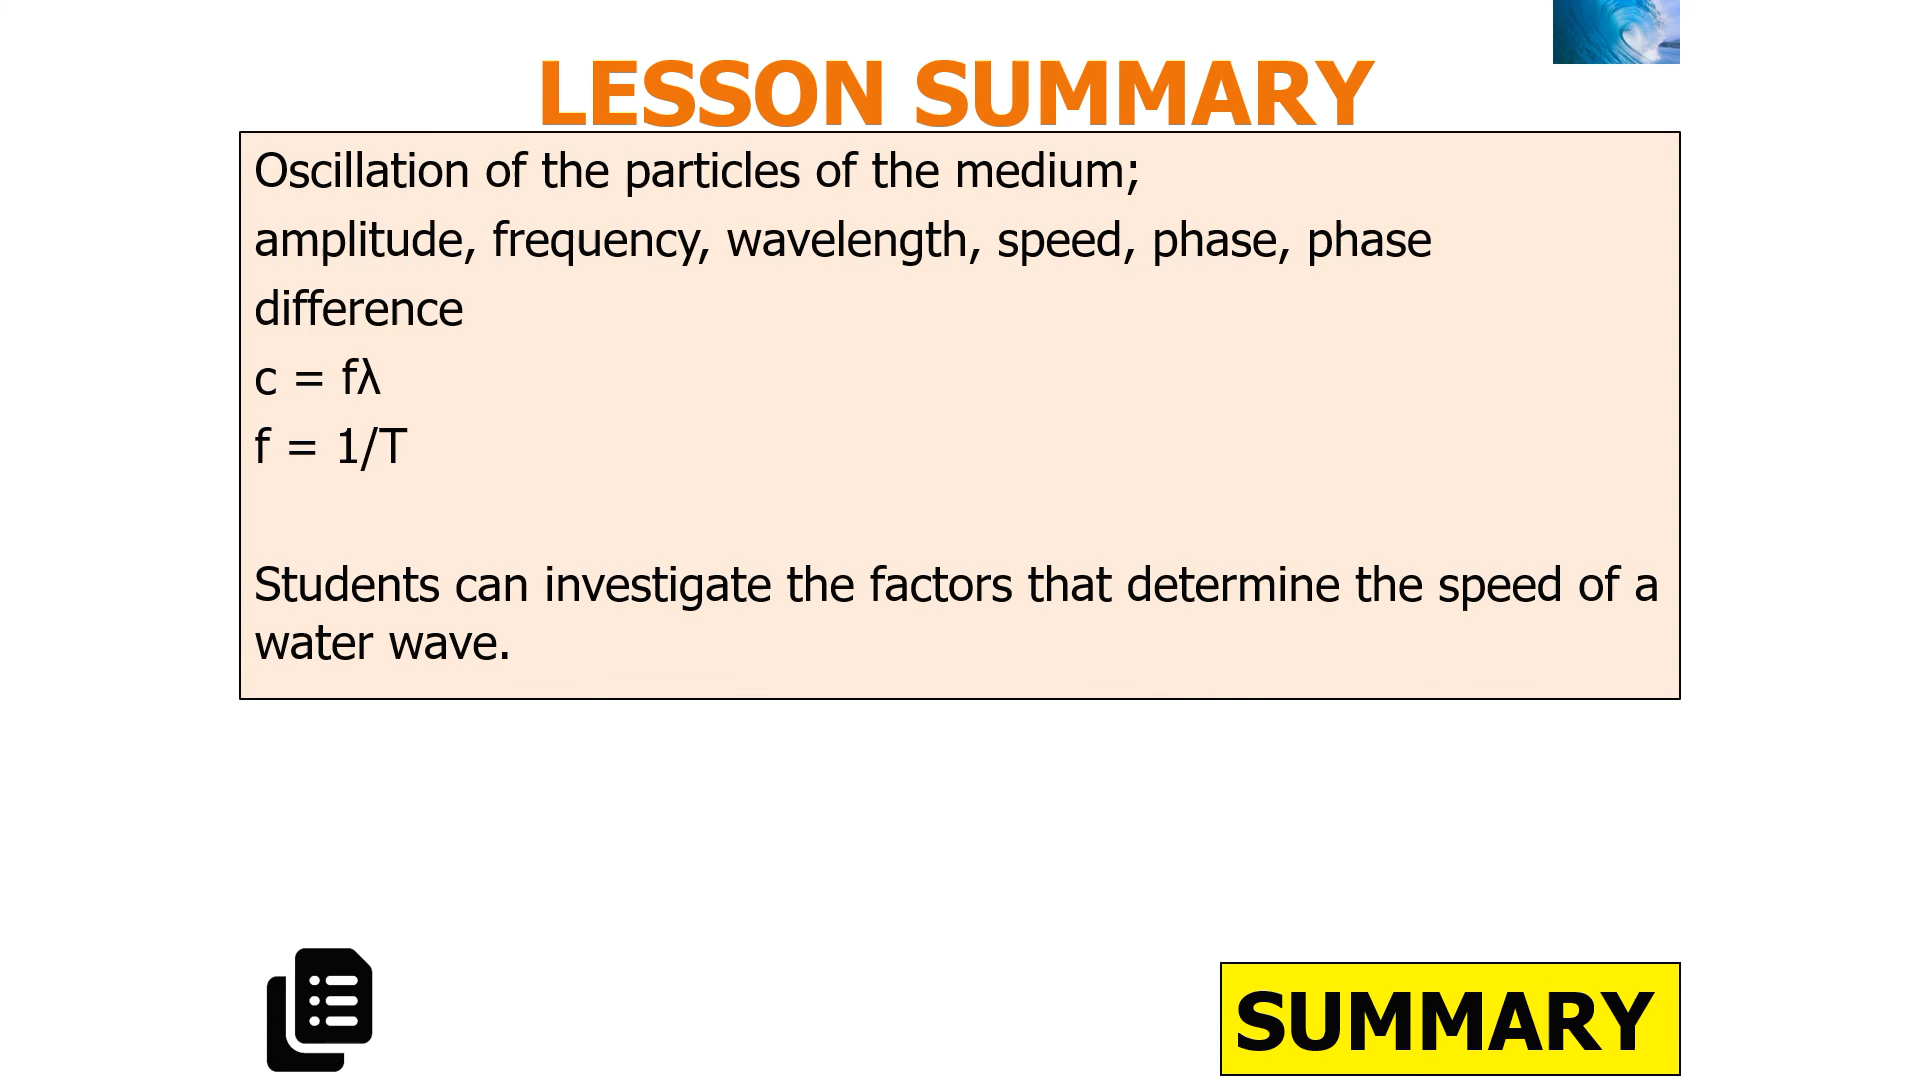 LESSON SUMMARY
Oscillation of the particles of the medium;
amplitude, frequency, wavelength, speed, phase, phase
difference
c = fλ
f = 1/T
Students can investigate the factors that determine the speed of a
water wave.
SUMMARY